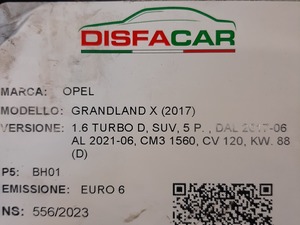 DISFACAR
MARCA: OPEL
MODELLO: GRANDLAND X (2017)
VERSIONE: 1.6 TURBO D, SUV, 5 P., DAL 2017-06
AL 2021-06, CM3 1560, CV 120, KW. 88
(D)
P5: BH01
EMISSIONE: EURO 6
NS: 556/2023